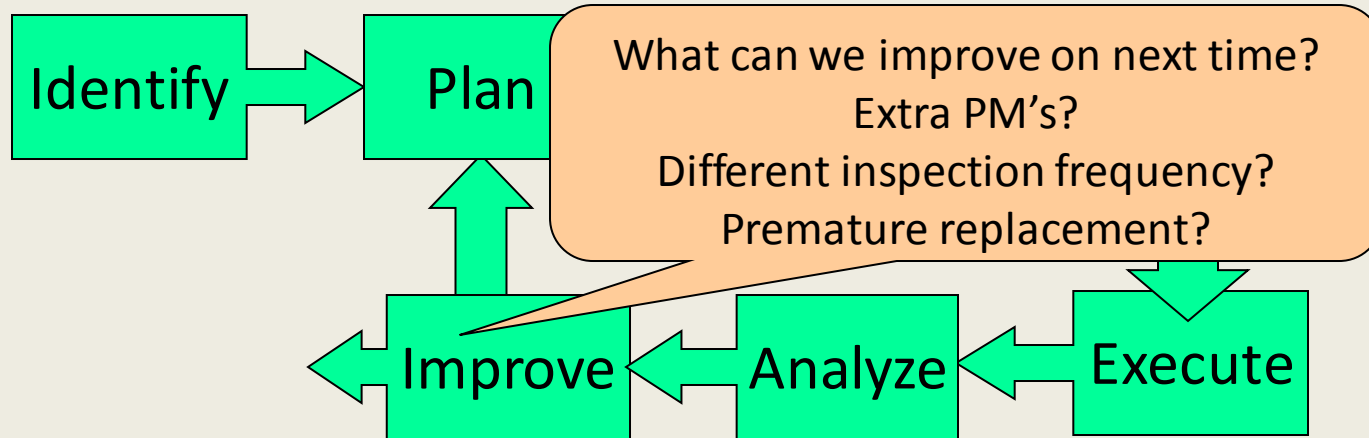 Identify
Plan
What can we improve on next time?
Extra PM’s?
Different inspection frequency?
Premature replacement?
Improve
Analyze
Execute